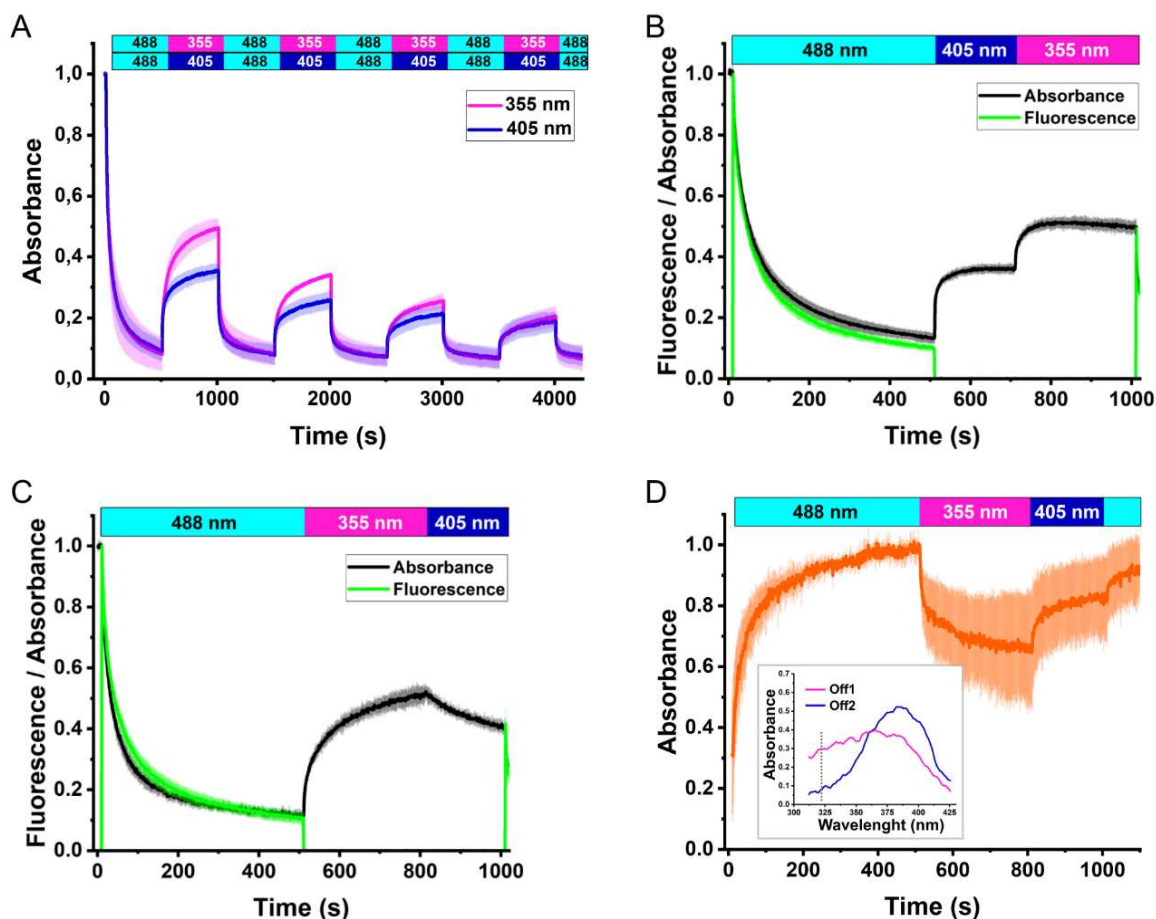 A
488 355 488 355 488 355 488 355 488
488 405 488 405 488 405 488 405 488
355 nm
405 nm
1,0
0,8
0,6
0,4
0,2
0,0
Absorbance
0 1000 2000 3000 4000
Time (s)
B
488 nm 405 nm 355 nm
Absorbance
Fluorescence
1.0
0.8
0.6
0.4
0.2
0.0
Fluorescence / Absorbance
0 200 400 600 800 1000
Time (s)
C
488 nm 355 nm 405 nm
Absorbance
Fluorescence
1.0
0.8
0.6
0.4
0.2
0.0
Fluorescence / Absorbance
0 200 400 600 800 1000
Time (s)
D
488 nm 355 nm 405 nm
1.0
0.8
0.6
0.4
0.2
0.0
Absorbance
Off1
Off2
0.7
0.6
0.5
0.4
0.3
0.2
0.1
0.0
Absorbance
300 325 350 375 400 425
Wavelenght (nm)
0 200 400 600 800 1000
Time (s)